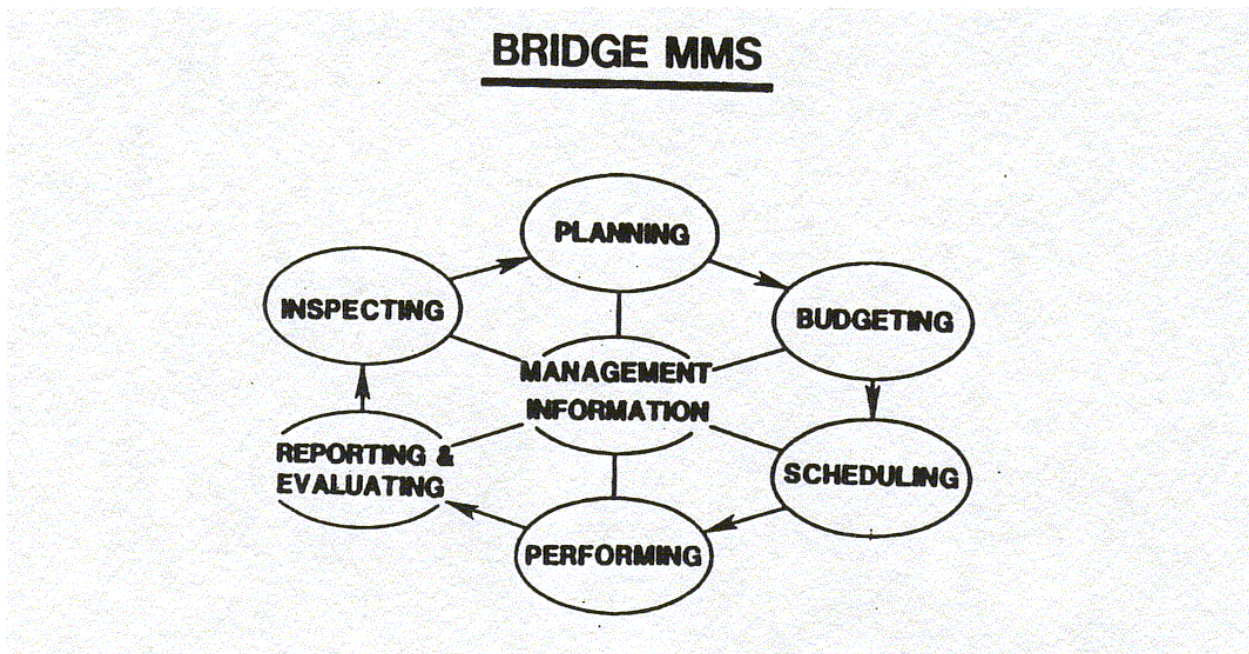 BRIDGE MMS
PLANNING
INSPECTING
BUDGETING
MANAGEMENT
INFORMATION
REPORTING &
EVALUATING
SCHEDULING
PERFORMING